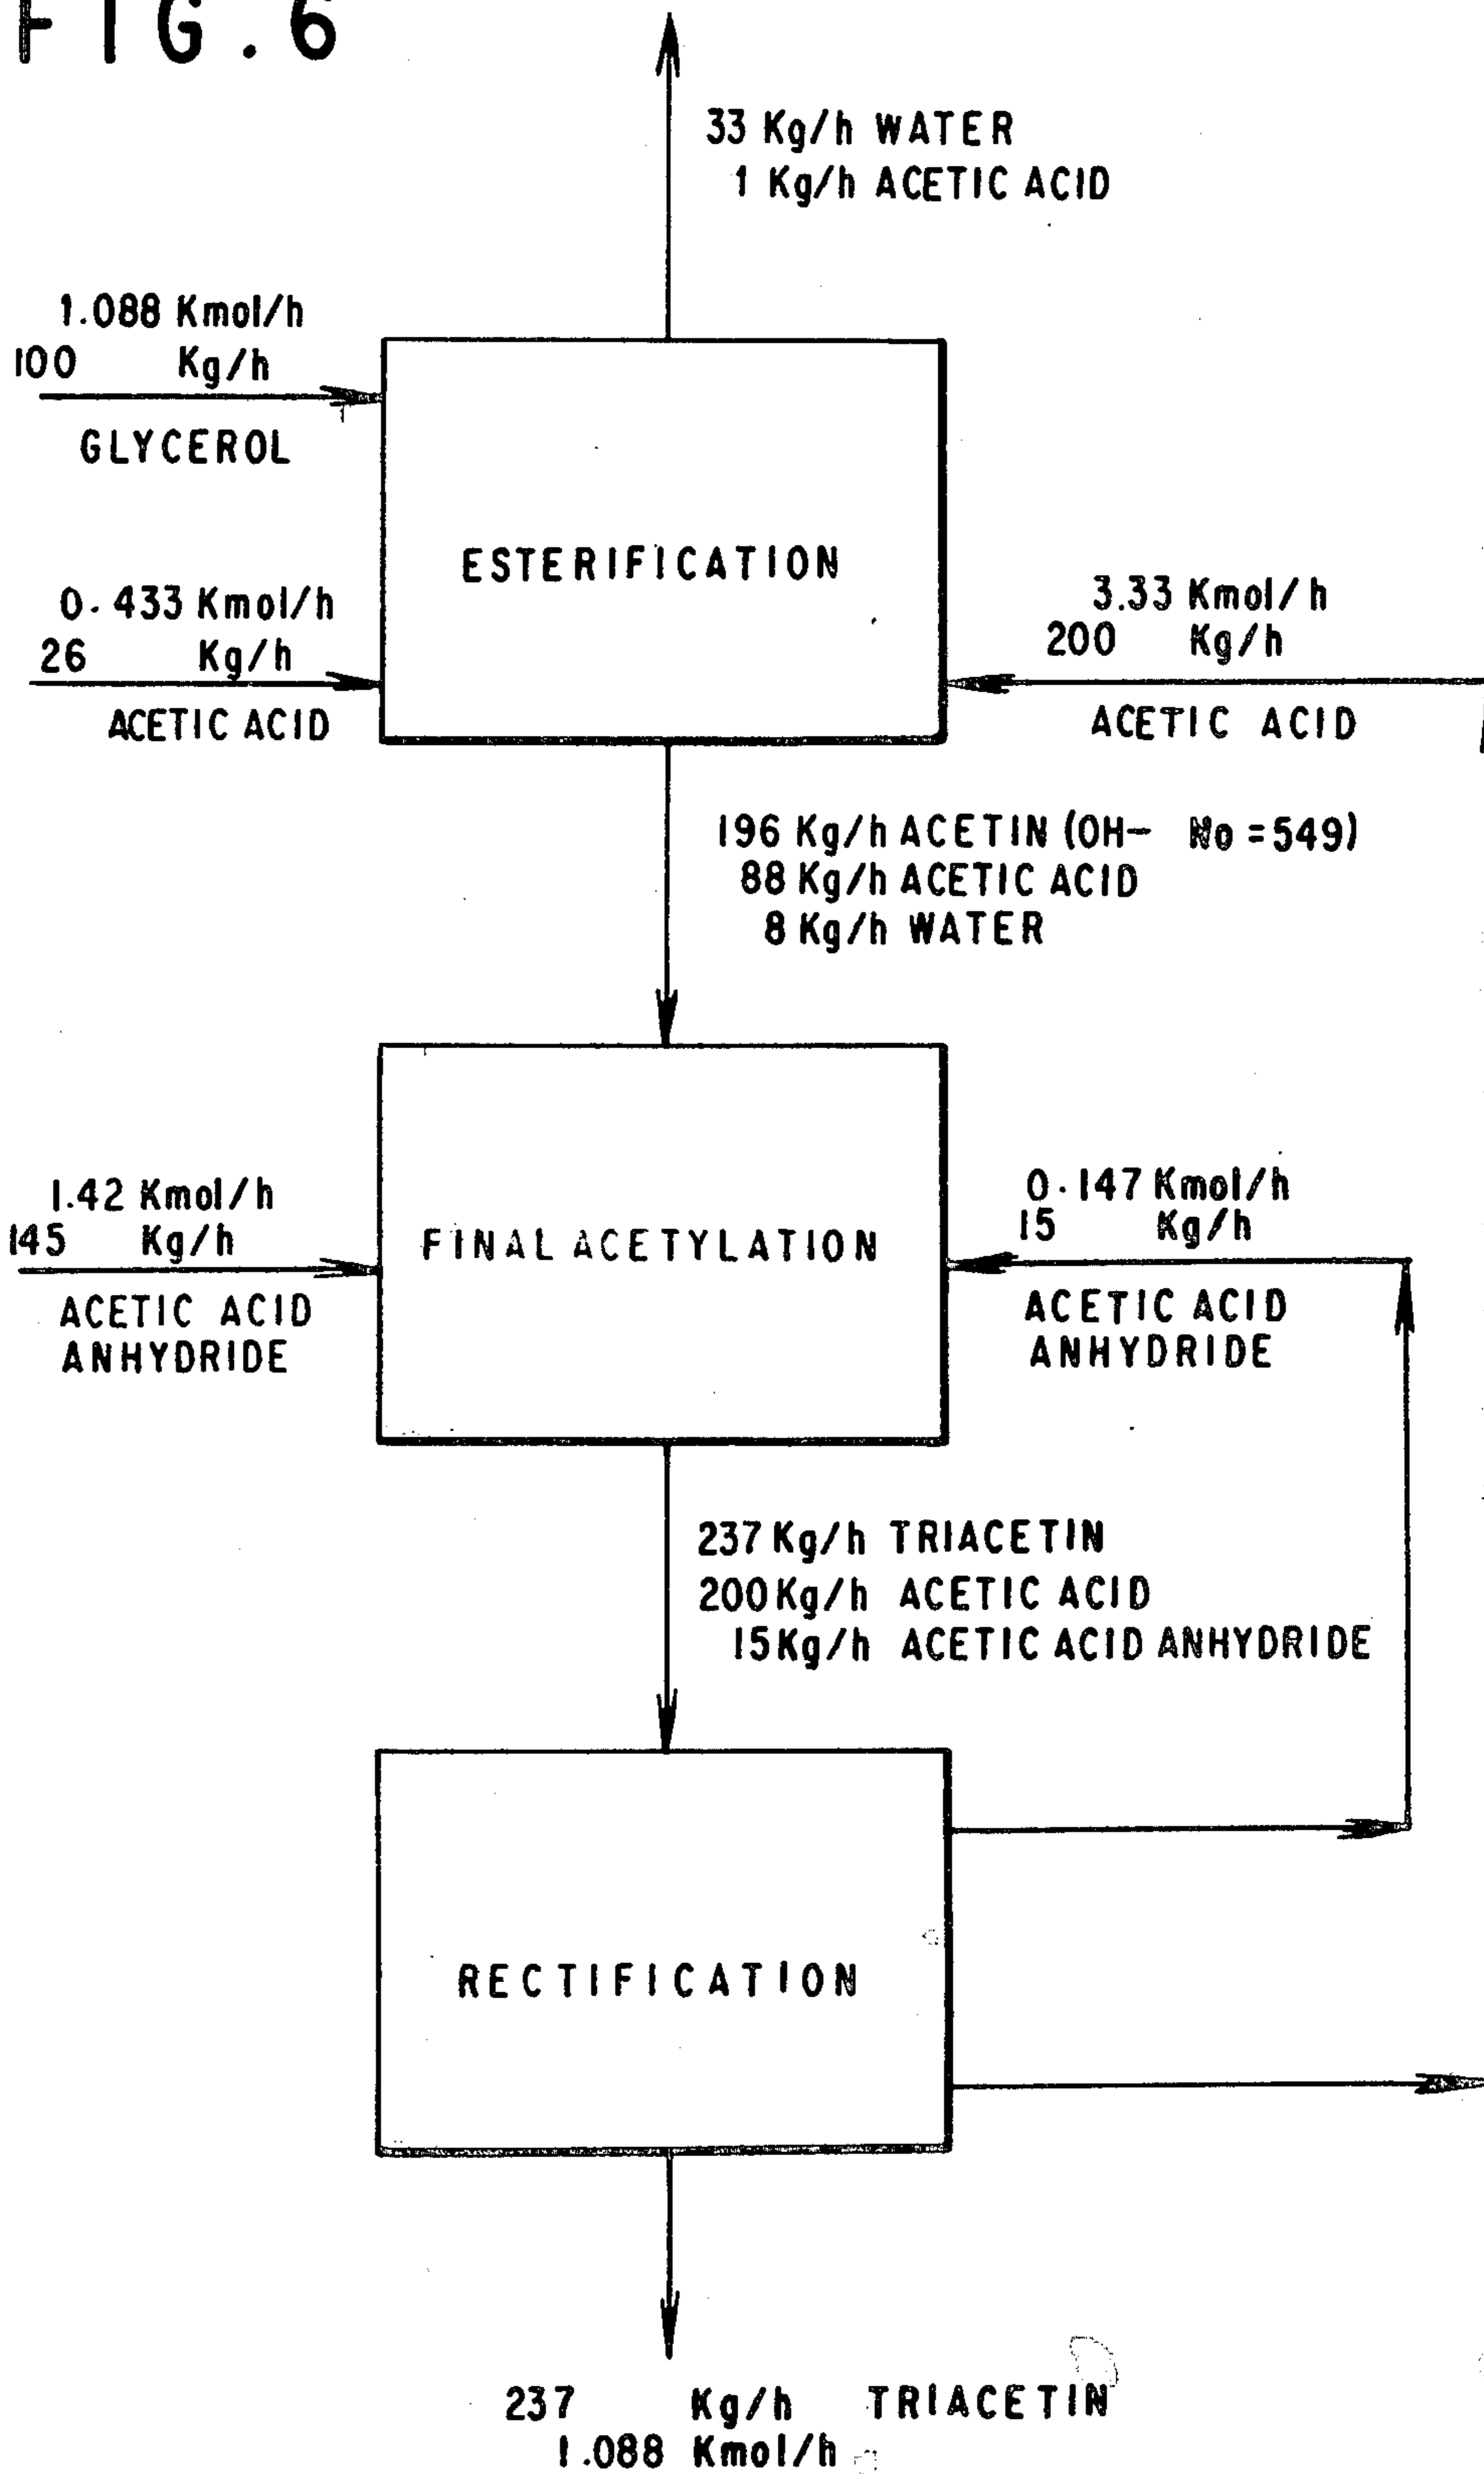 FIG.6
33 Kg/h WATER
1 Kg/h ACETIC ACID
1.088 Kmol/h
100 Kg/h
GLYCEROL
ESTERIFICATION
0.433 Kmol/h
26 Kg/h
ACETIC ACID
3.33 Kmol/h
200 Kg/h
ACETIC ACID
196 Kg/h ACETIN (OH- No =549)
88 Kg/h ACETIC ACID
8 Kg/h WATER
1.42 Kmol/h
145 Kg/h
ACETIC ACID
ANHYDRIDE
FINAL ACETYLATION
0.147 Kmol/h
15 Kg/h
ACETIC ACID
ANHYDRIDE
237 Kg/h TRIACETIN
200 Kg/h ACETIC ACID
15 Kg/h ACETIC ACID ANHYDRIDE
RECTIFICATION
237 Kg/h TRIACETIN
1.088 Kmol/h